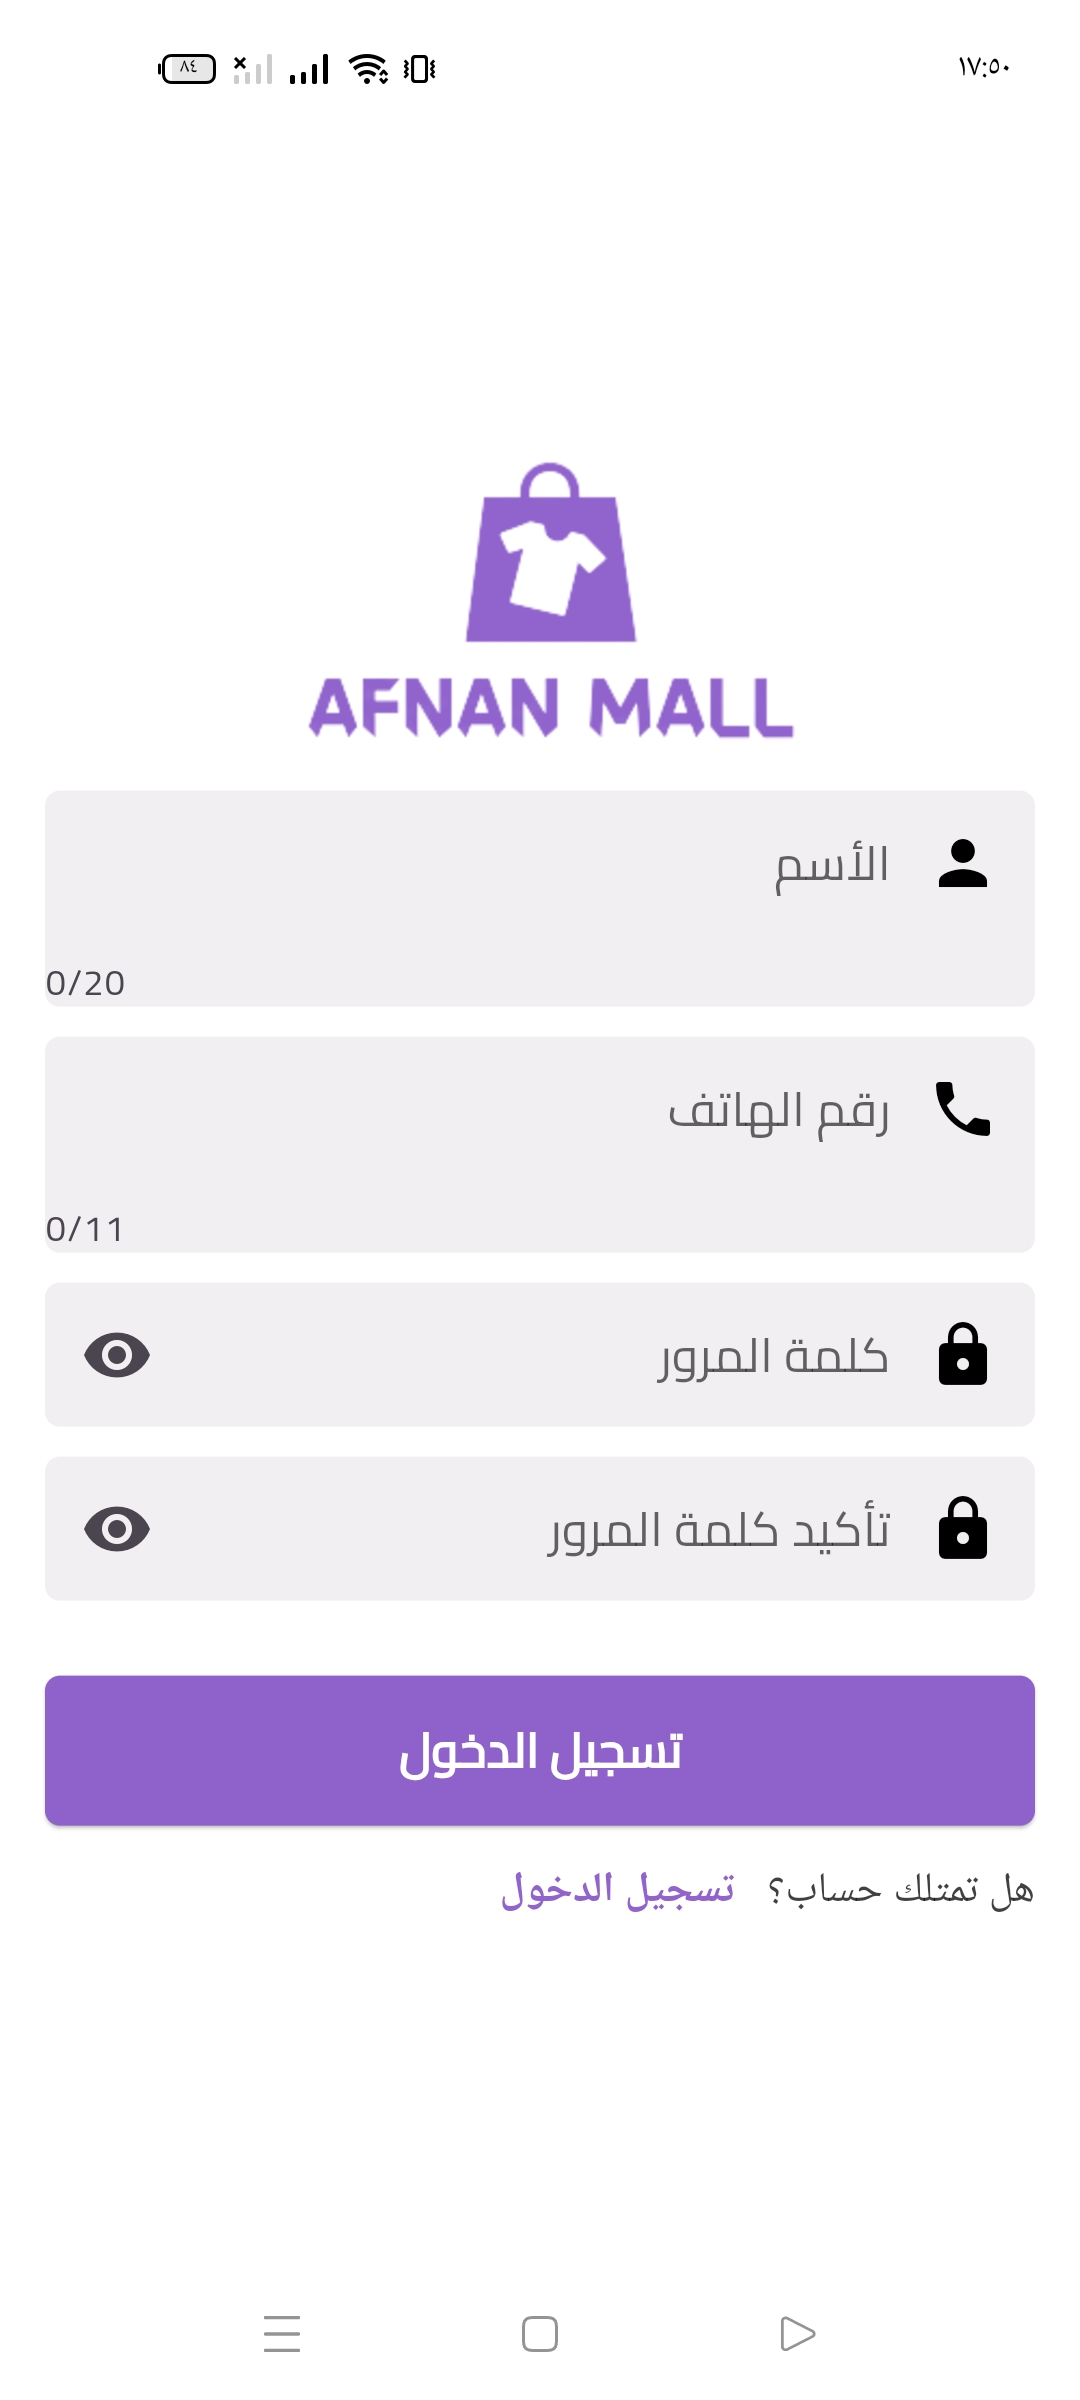 ١٧:٥٠
٨٤
AFNAN MALL
الأسم
0/20
رقم الهاتف
0/11
كلمة المرور
تأكيد كلمة المرور
تسجيل الدخول
هل تمتلك حساب؟ تسجيل الدخول